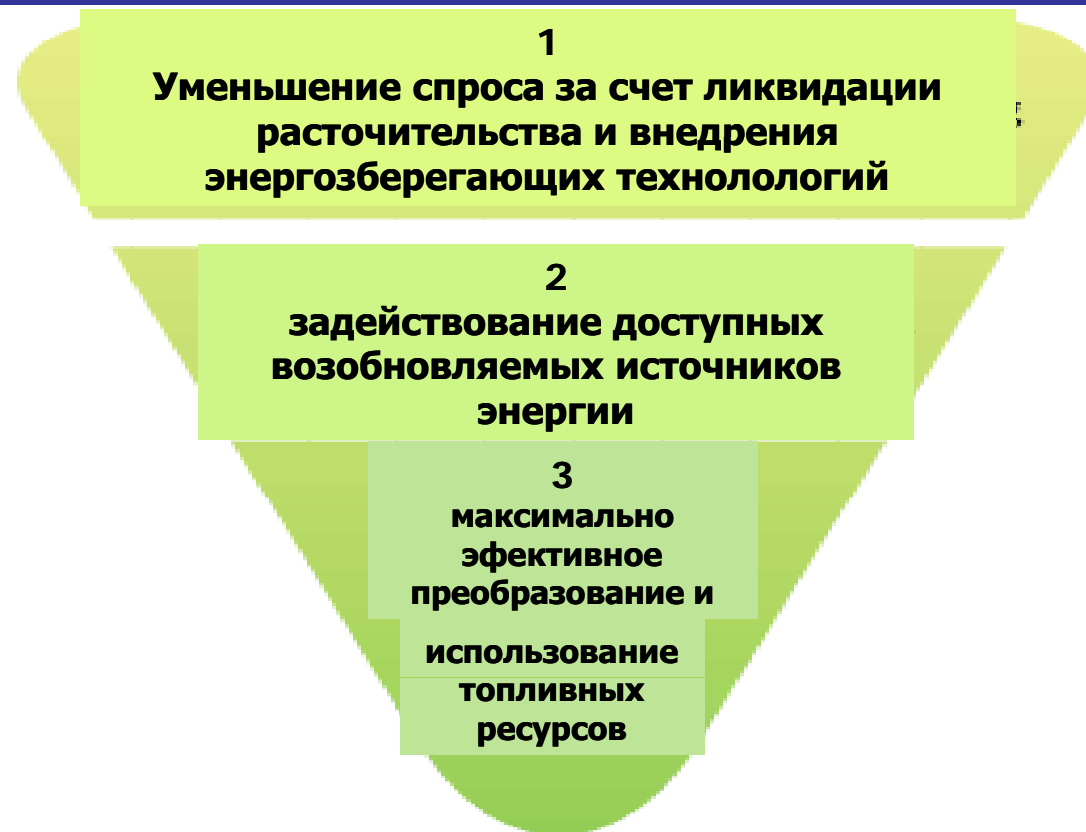 1
Уменьшение спроса за счет ликвидации
расточительства и внедрения
энергозберегающих технолологий
2
задействование доступных
возобновляемых источников
энергии
3
максимально
эфективное
преобразование и
использование
топливных
ресурсов